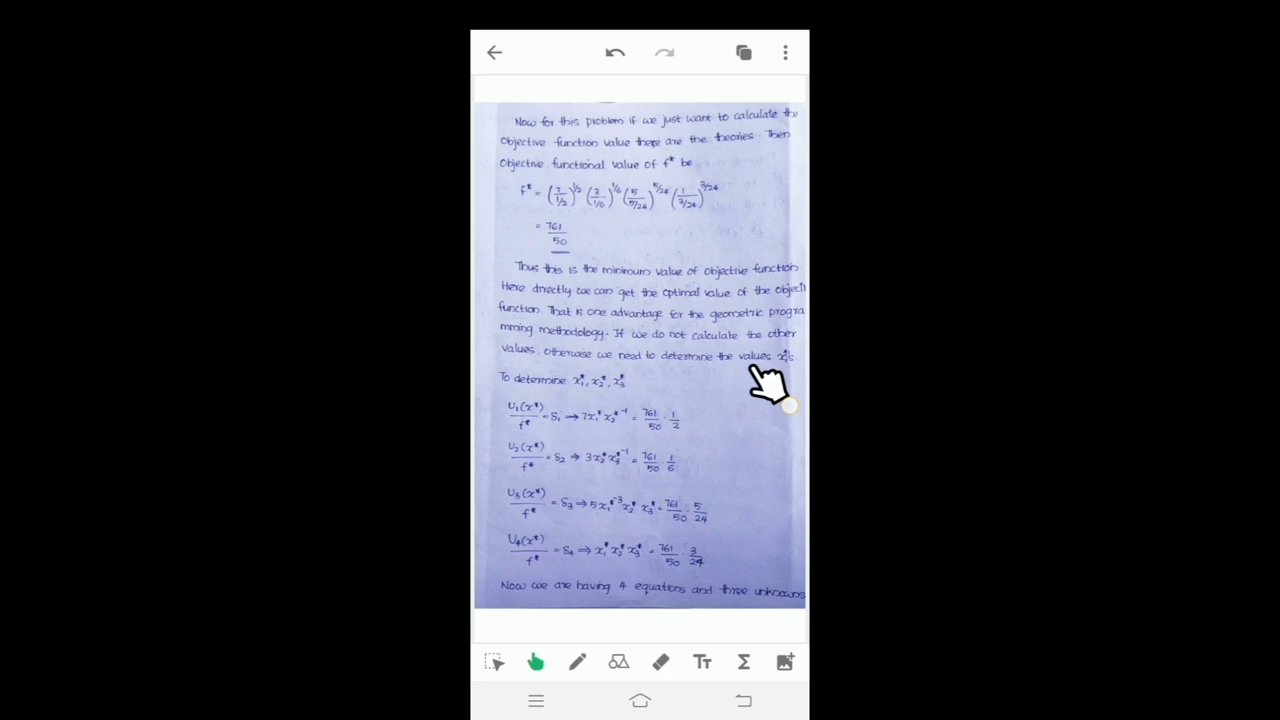 Now for this problem if we just want to calculate the
Objective function value there are the theories. Then
Objective functional value of f* be
f* = (7/1/2)^1/2 (3/1/6)^1/6 (5/5/24)^5/24 (1/3/24)^3/24
= 761/50
Thus this is the minimum value of objective function
Here directly we can get the optimal value of the objecti
function That is one advantage for the geometric progra
mming methodology. If we do not calculate the other
values. Otherwise we need to determine the values
To determine x₁*, x₂*, x₃*
U₁(x*)/f* = δ₁ ⇒ 7x₁*x₂*⁻¹ = 761/50 · 1/2
U₂(x*)/f* = δ₂ ⇒ 3x₂*x₃*⁻¹ = 761/50 · 1/6
U₃(x*)/f* = δ₃ ⇒ 5x₁*⁻³x₂*x₃* = 761/50 · 5/24
U₄(x*)/f* = δ₄ ⇒ x₁*x₂*x₃* = 761/50 · 3/24
Now we are having 4 equations and three unknowns
Tт
Σ